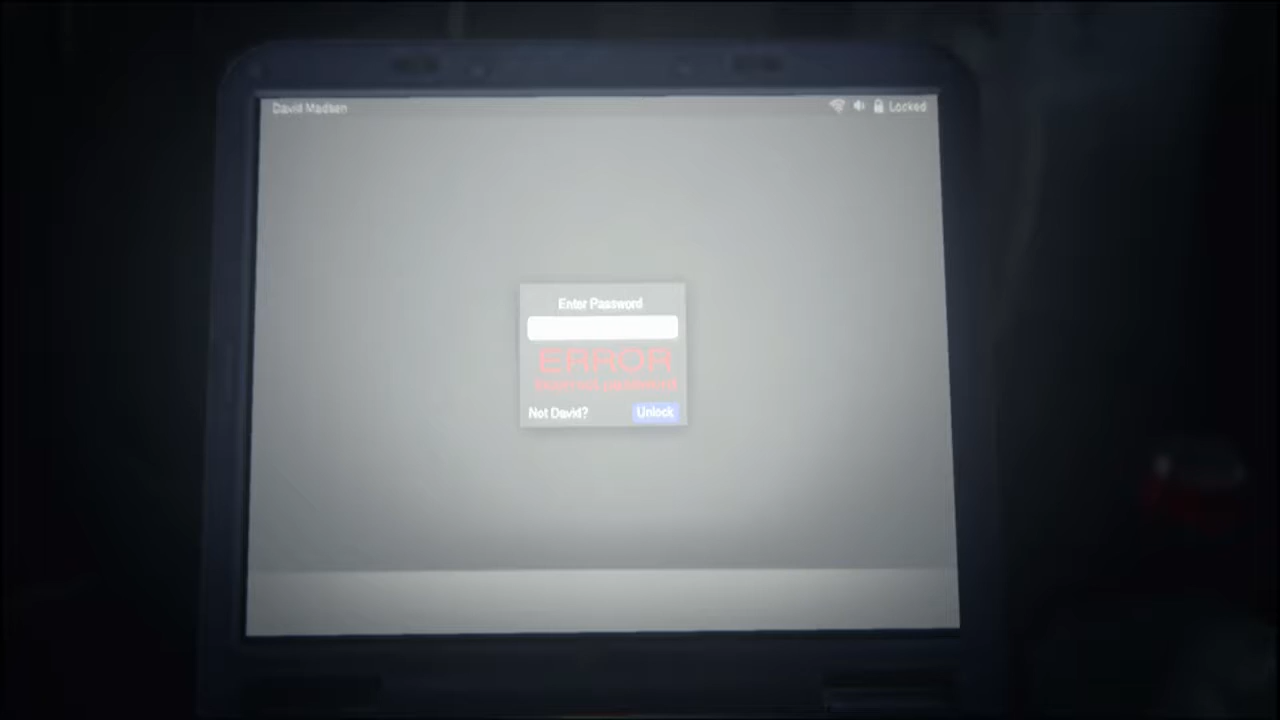 David Madsen
Locked
Enter Password
ERROR
Incorrect password
Not David?
Unlock